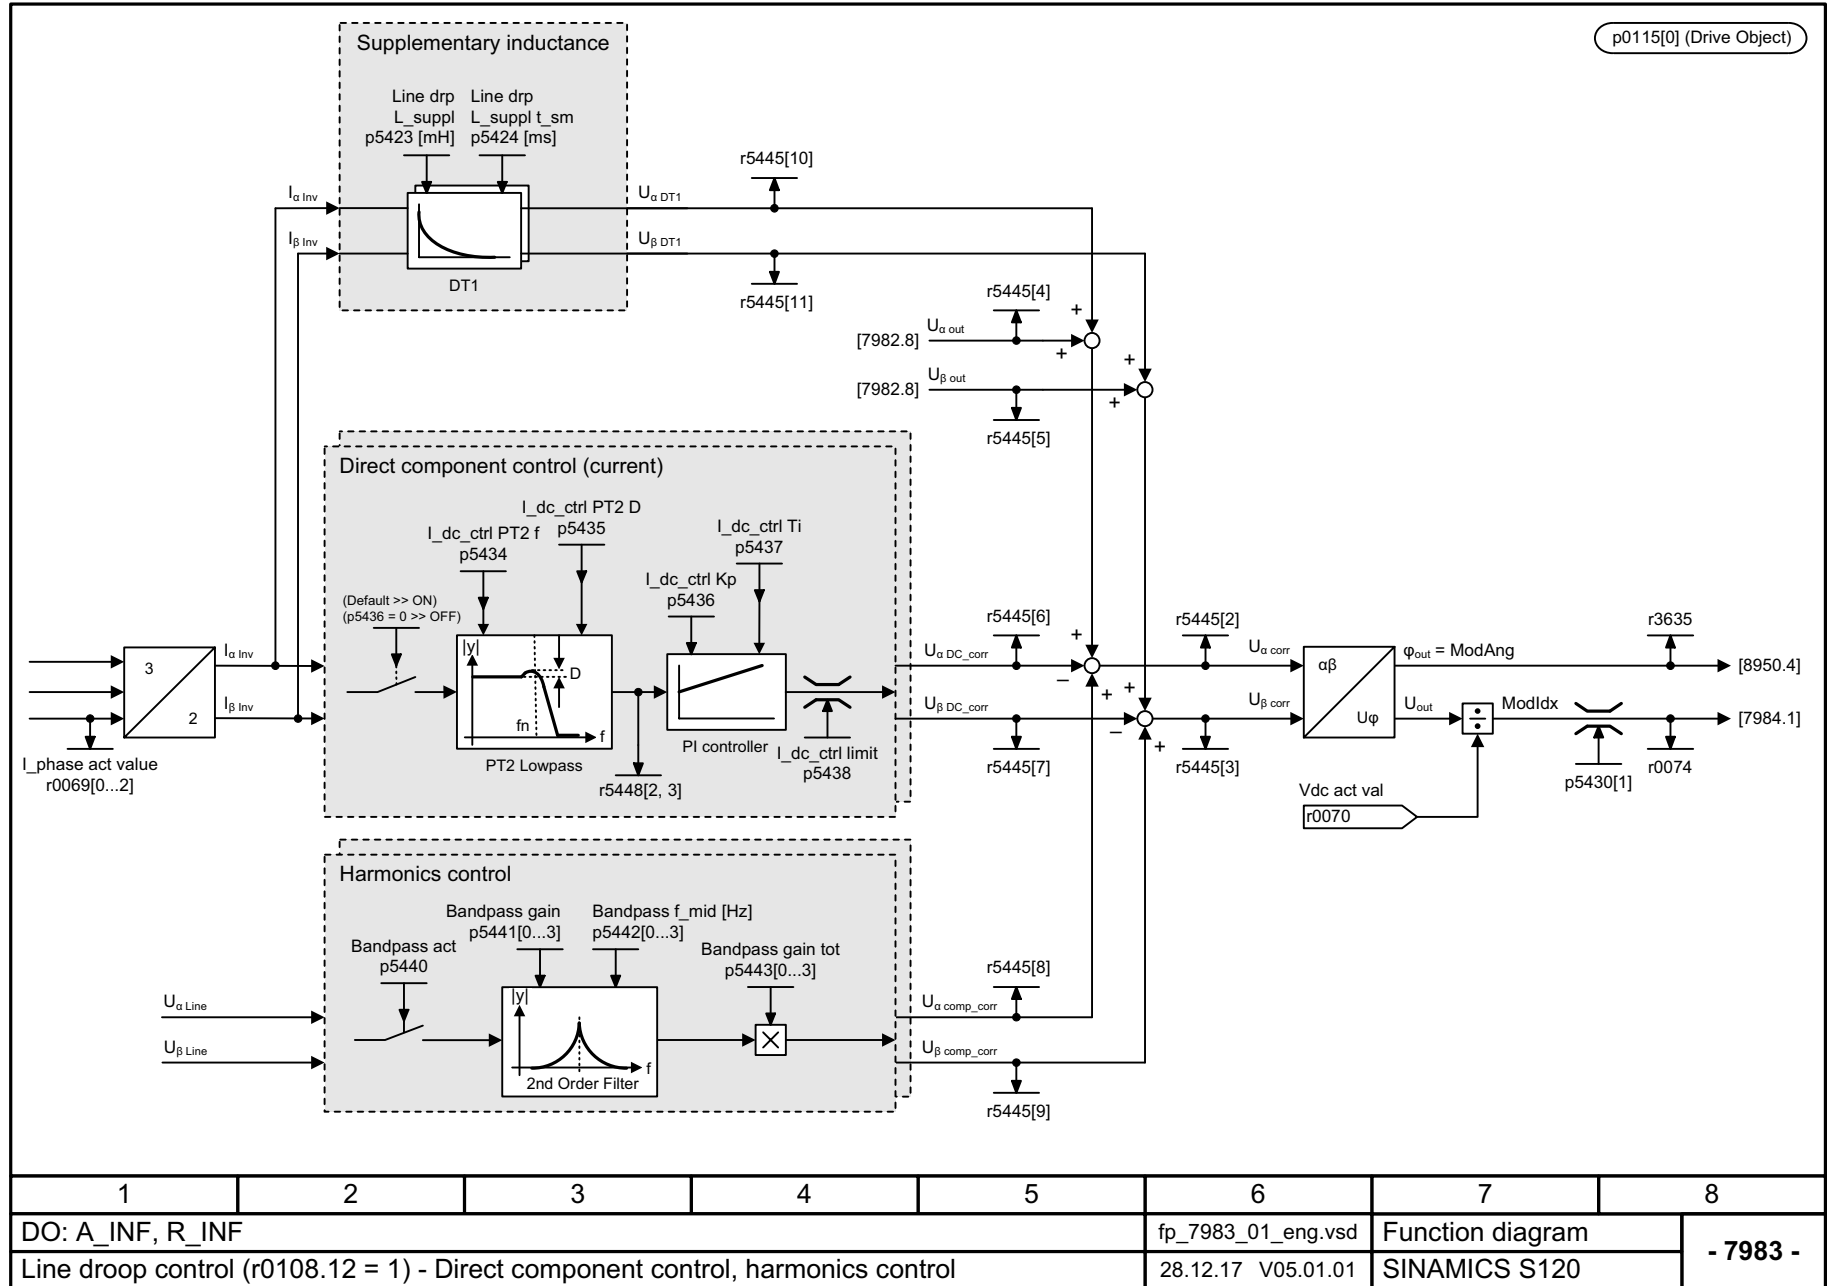 p0115[0] (Drive Object)
Supplementary inductance
Line drp
L_suppl
p5423 [mH]
Line drp
L_suppl t_sm
p5424 [ms]
r5445[10]
Iα Inv
Uα DT1
Iβ Inv
Uβ DT1
DT1
r5445[11]
r5445[4]
[7982.8]
Uα out
+
+
[7982.8]
Uβ out
+
+
r5445[5]
Direct component control (current)
I_dc_ctrl PT2 f
p5434
I_dc_ctrl PT2 D
p5435
I_dc_ctrl Ti
p5437
I_dc_ctrl Kp
p5436
(Default >> ON)
(p5436 = 0 >> OFF)
|y|
D
fn
f
PT2 Lowpass
r5448[2, 3]
PI controller
I_dc_ctrl limit
p5438
3
2
Iα Inv
Iβ Inv
I_phase act value
r0069[0...2]
r5445[6]
Uα DC_corr
+
–
+
Uβ DC_corr
+
–
+
r5445[7]
r5445[2]
r5445[3]
Uα corr
Uβ corr
αβ
Uφ
φout = ModAng
Uout
÷
ModIdx
r3635
[8950.4]
[7984.1]
r0074
p5430[1]
Vdc act val
r0070
Harmonics control
Bandpass act
p5440
Bandpass gain
p5441[0...3]
Bandpass f_mid [Hz]
p5442[0...3]
Bandpass gain tot
p5443[0...3]
|y|
f
2nd Order Filter
Uα Line
Uβ Line
r5445[8]
Uα comp_corr
Uβ comp_corr
r5445[9]
1 2 3 4 5 6 7 8
DO: A_INF, R_INF
fp_7983_01_eng.vsd
Function diagram
- 7983 -
Line droop control (r0108.12 = 1) - Direct component control, harmonics control
28.12.17 V05.01.01
SINAMICS S120